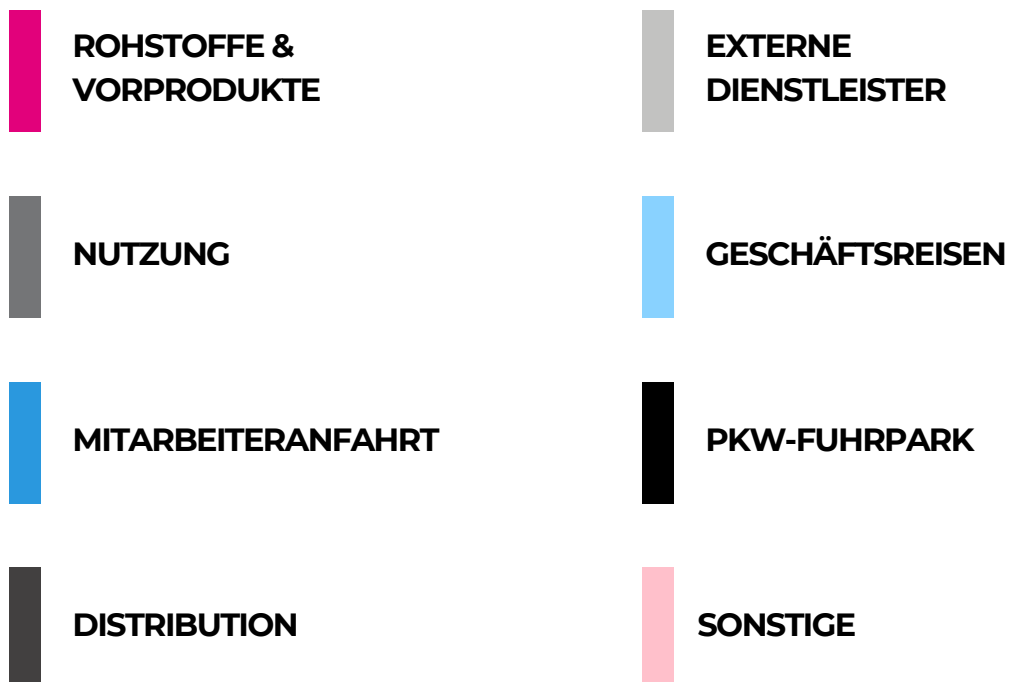 ROHSTOFFE &
VORPRODUKTE
EXTERNE
DIENSTLEISTER
NUTZUNG
GESCHÄFTSREISEN
MITARBEITERANFAHRT
PKW-FUHRPARK
DISTRIBUTION
SONSTIGE